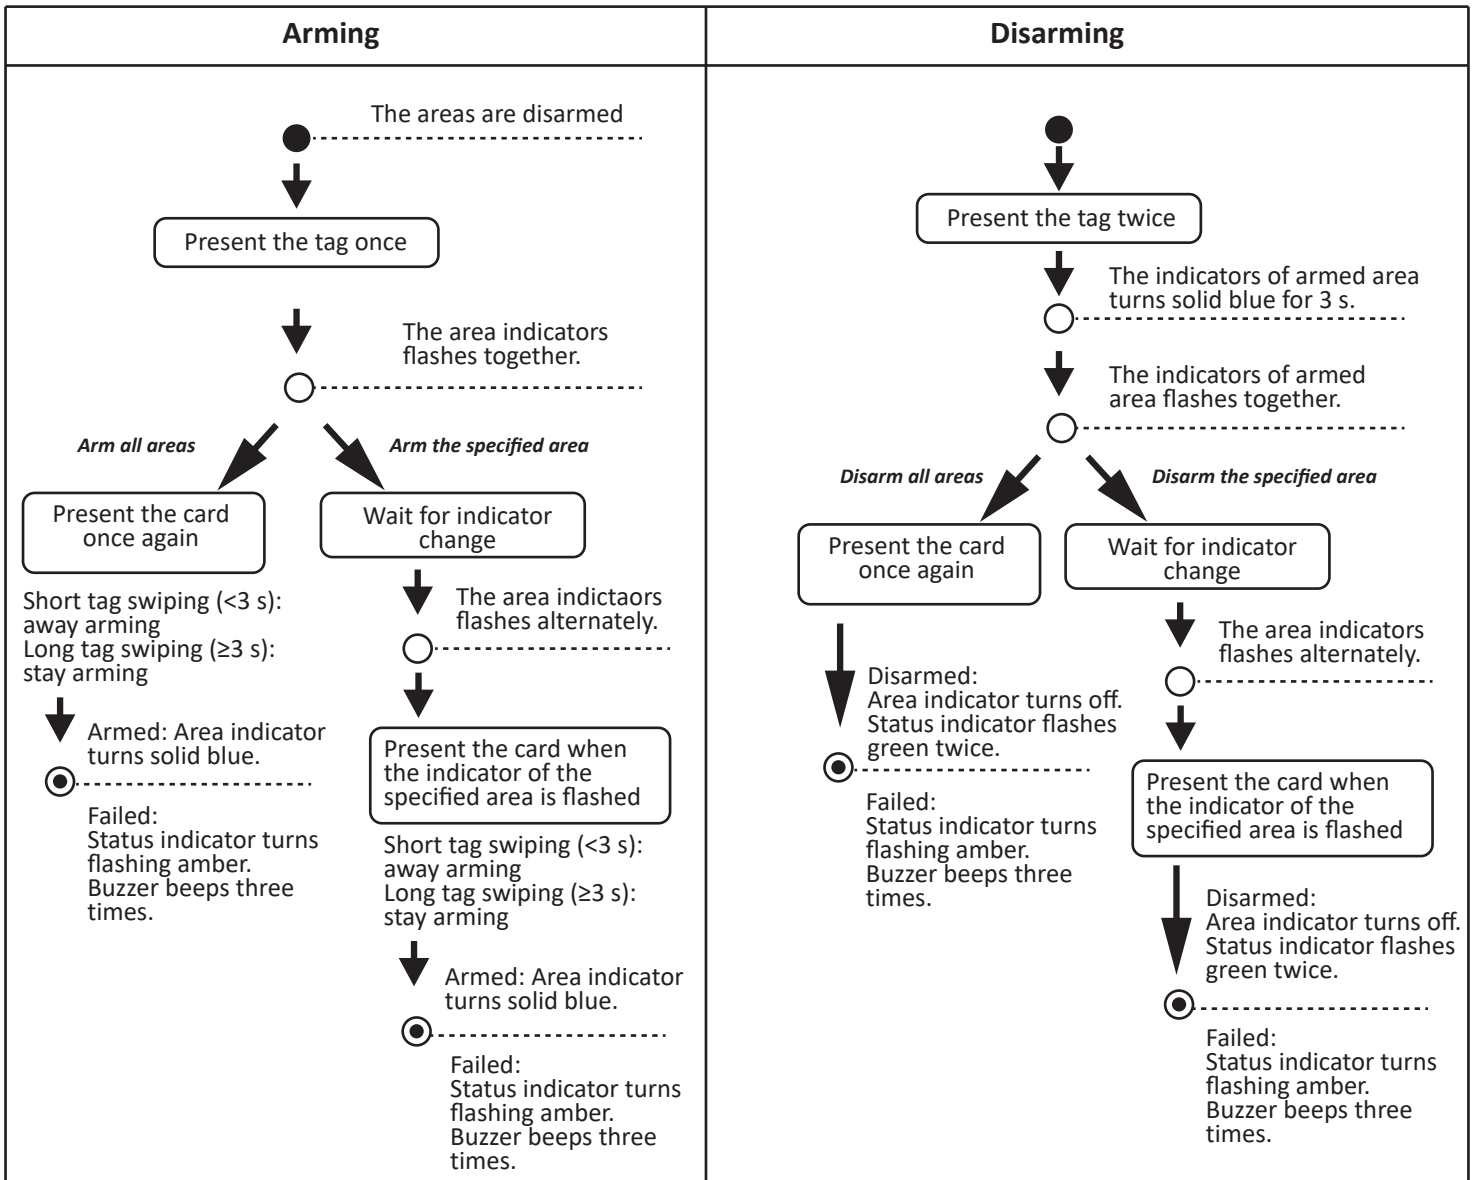 Arming
The areas are disarmed
Present the tag once
The area indicators
flashes together.
Arm all areas
Arm the specified area
Present the card
once again
Short tag swiping (<3 s):
away arming
Long tag swiping (≥3 s):
stay arming
Armed: Area indicator
turns solid blue.
Failed:
Status indicator turns
flashing amber.
Buzzer beeps three
times.
Wait for indicator
change
The area indictaors
flashes alternately.
Present the card when
the indicator of the
specified area is flashed
Short tag swiping (<3 s):
away arming
Long tag swiping (≥3 s):
stay arming
Armed: Area indicator
turns solid blue.
Failed:
Status indicator turns
flashing amber.
Buzzer beeps three
times.
Disarming
Present the tag twice
The indicators of armed area
turns solid blue for 3 s.
The indicators of armed
area flashes together.
Disarm all areas
Disarm the specified area
Present the card
once again
Disarmed:
Area indicator turns off.
Status indicator flashes
green twice.
Failed:
Status indicator turns
flashing amber.
Buzzer beeps three
times.
Wait for indicator
change
The area indicators
flashes alternately.
Present the card when
the indicator of the
specified area is flashed
Disarmed:
Area indicator turns off.
Status indicator flashes
green twice.
Failed:
Status indicator turns
flashing amber.
Buzzer beeps three
times.